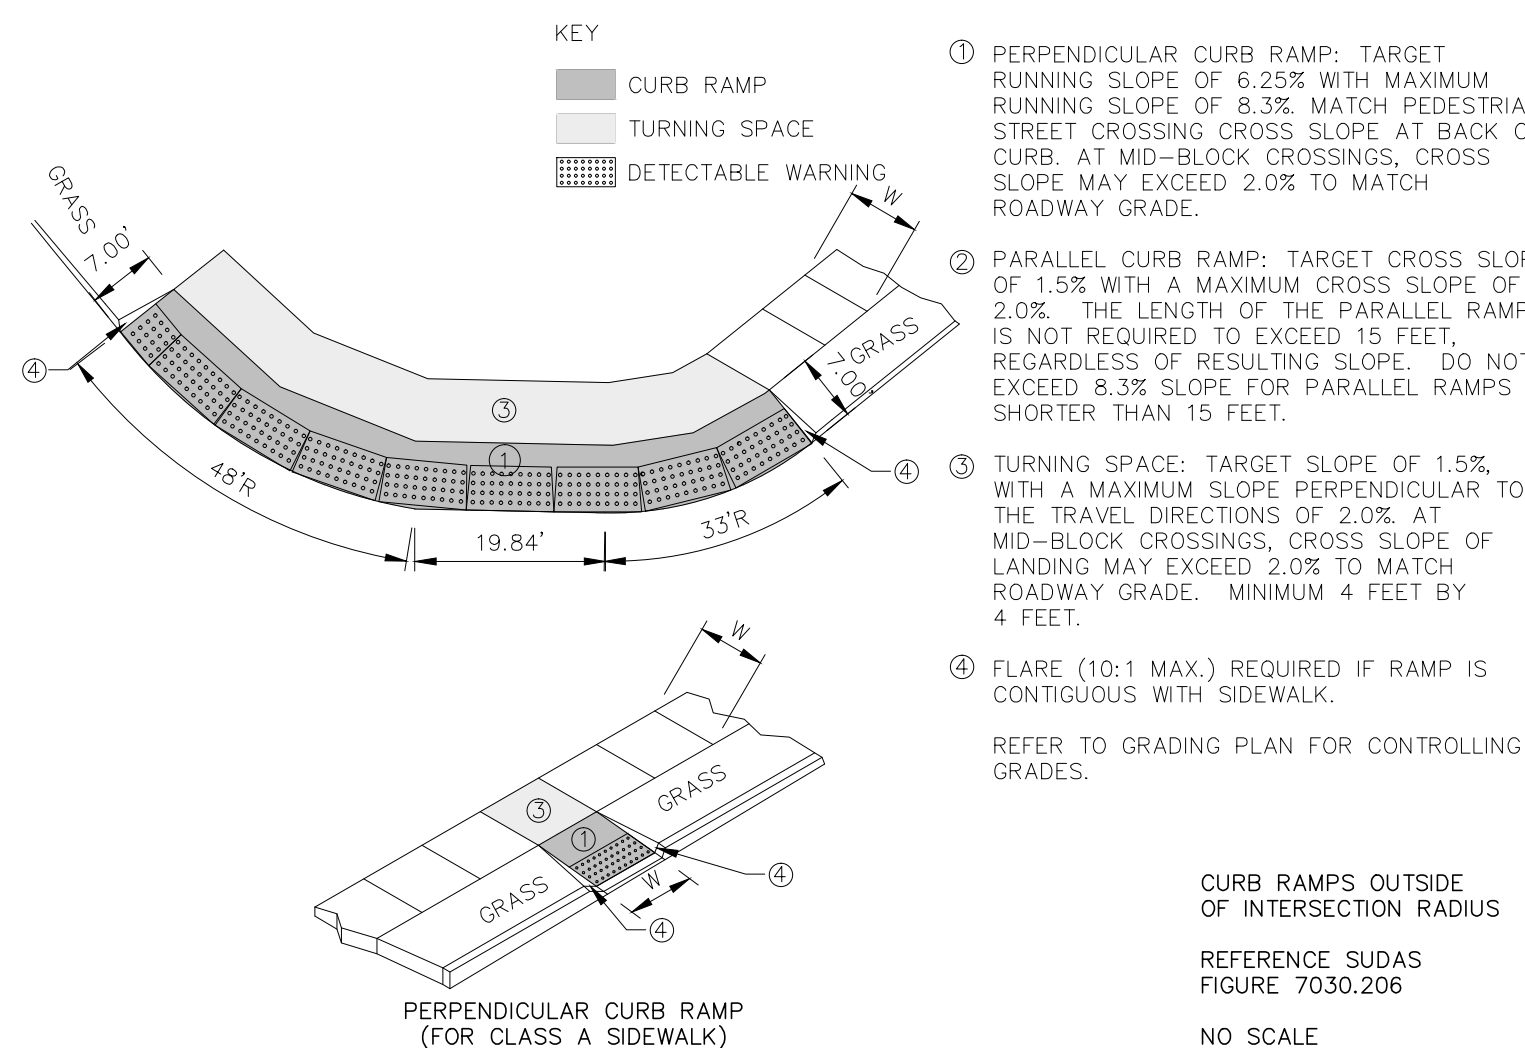 KEY
CURB RAMP
TURNING SPACE
DETECTABLE WARNING
GRASS
7.00'
W
GRASS
7.00'
4
3
1
4
48'R
19.84'
33'R
W
3
1
GRASS
GRASS
W
4
4
PERPENDICULAR CURB RAMP
(FOR CLASS A SIDEWALK)
1 PERPENDICULAR CURB RAMP: TARGET
RUNNING SLOPE OF 6.25% WITH MAXIMUM
RUNNING SLOPE OF 8.3%. MATCH PEDESTRIA
STREET CROSSING CROSS SLOPE AT BACK O
CURB. AT MID-BLOCK CROSSINGS, CROSS
SLOPE MAY EXCEED 2.0% TO MATCH
ROADWAY GRADE.
2 PARALLEL CURB RAMP: TARGET CROSS SLOP
OF 1.5% WITH A MAXIMUM CROSS SLOPE OF
2.0%. THE LENGTH OF THE PARALLEL RAMP
IS NOT REQUIRED TO EXCEED 15 FEET,
REGARDLESS OF RESULTING SLOPE. DO NOT
EXCEED 8.3% SLOPE FOR PARALLEL RAMPS
SHORTER THAN 15 FEET.
3 TURNING SPACE: TARGET SLOPE OF 1.5%,
WITH A MAXIMUM SLOPE PERPENDICULAR TO
THE TRAVEL DIRECTIONS OF 2.0%. AT
MID-BLOCK CROSSINGS, CROSS SLOPE OF
LANDING MAY EXCEED 2.0% TO MATCH
ROADWAY GRADE. MINIMUM 4 FEET BY
4 FEET.
4 FLARE (10:1 MAX.) REQUIRED IF RAMP IS
CONTIGUOUS WITH SIDEWALK.
REFER TO GRADING PLAN FOR CONTROLLING
GRADES.
CURB RAMPS OUTSIDE
OF INTERSECTION RADIUS
REFERENCE SUDAS
FIGURE 7030.206
NO SCALE